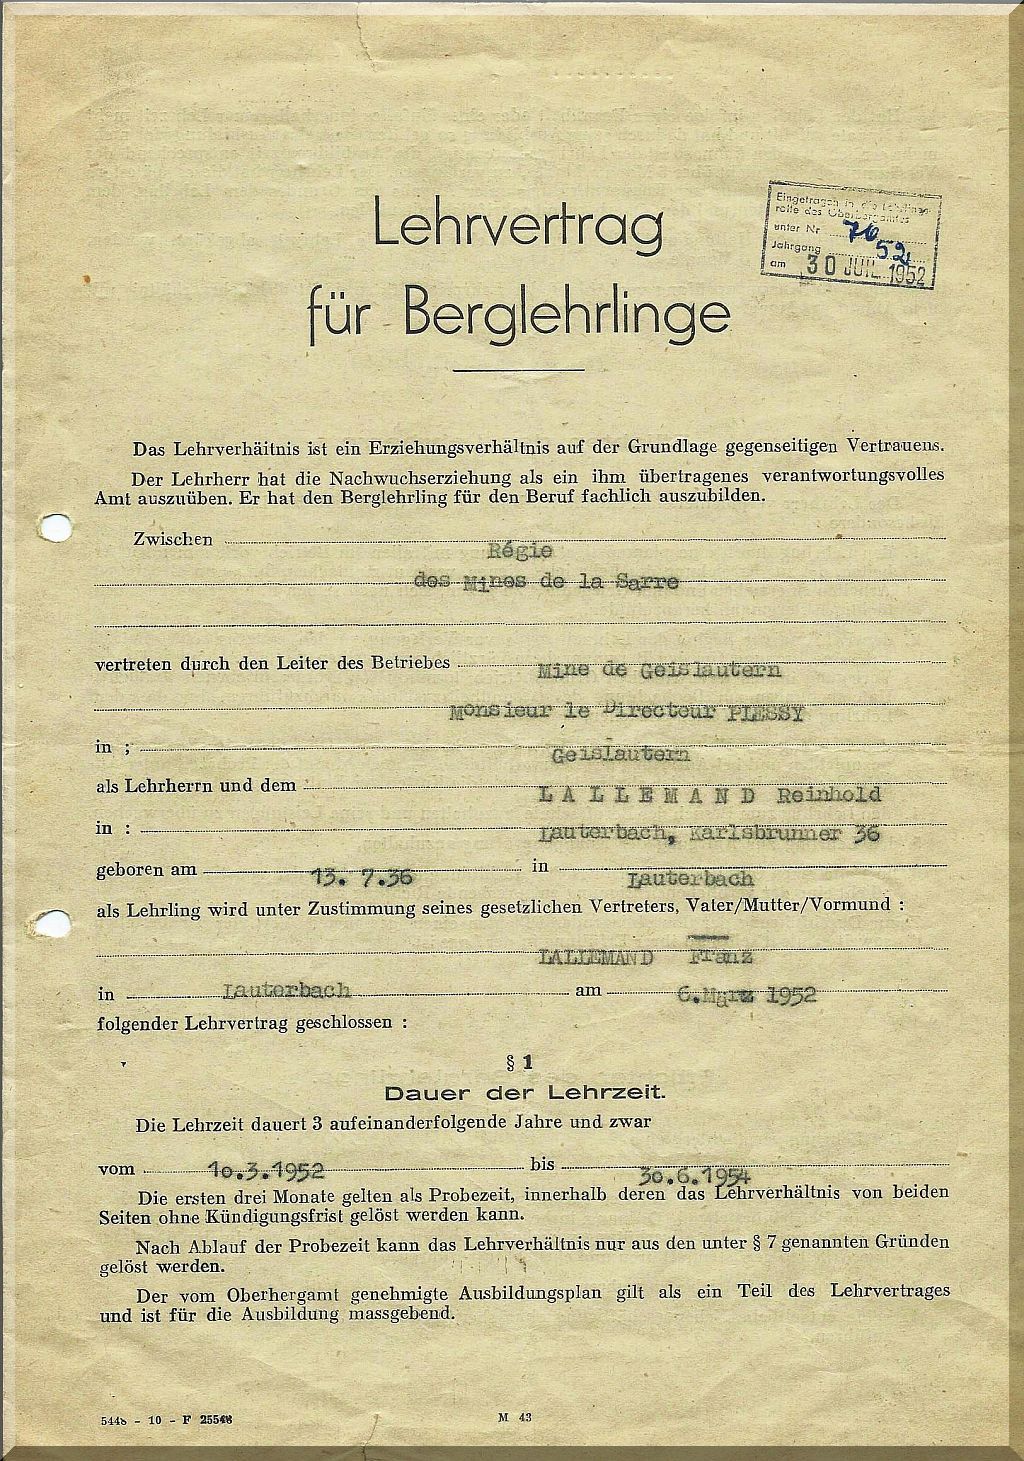 Lehrvertrag
für Berglehrlinge
Eingetragen in die Lehrlings-
rolle des Oberbergamtes
unter Nr 76
Jahrgang 52
am 30 JUIL 1952
Das Lehrverhäitnis ist ein Erziehungsverhältnis auf der Grundlage gegenseitigen Vertrauens.
Der Lehrherr hat die Nachwuchserziehung als ein ihm übertragenes verantwortungsvolles
Amt auszuüben. Er hat den Berglehrling für den Beruf fachlich auszubilden.
Zwischen Régie
des Mines de la Sarre
vertreten durch den Leiter des Betriebes Mine de Geislautern
Monsieur le Directeur PLESSY
in ; Geislautern
als Lehrherrn und dem L A L L E M A N D Reinhold
in : Lauterbach, Karlsbrunner 36
geboren am 13. 7.36 in Lauterbach
als Lehrling wird unter Zustimmung seines gesetzlichen Vertreters, Vater/Mutter/Vormund :
LALLEMAND Franz
in Lauterbach am 6.März 1952
folgender Lehrvertrag geschlossen :
§ 1
Dauer der Lehrzeit.
Die Lehrzeit dauert 3 aufeinanderfolgende Jahre und zwar
vom 10.3.1952 bis 30.6.1954
Die ersten drei Monate gelten als Probezeit, innerhalb deren das Lehrverhältnis von beiden
Seiten ohne Kündigungsfrist gelöst werden kann.
Nach Ablauf der Probezeit kann das Lehrverhältnis nur aus den unter § 7 genannten Gründen
gelöst werden.
Der vom Oberhergamt genehmigte Ausbildungsplan gilt als ein Teil des Lehrvertrages
und ist für die Ausbildung massgebend.
- 10 - F M 43